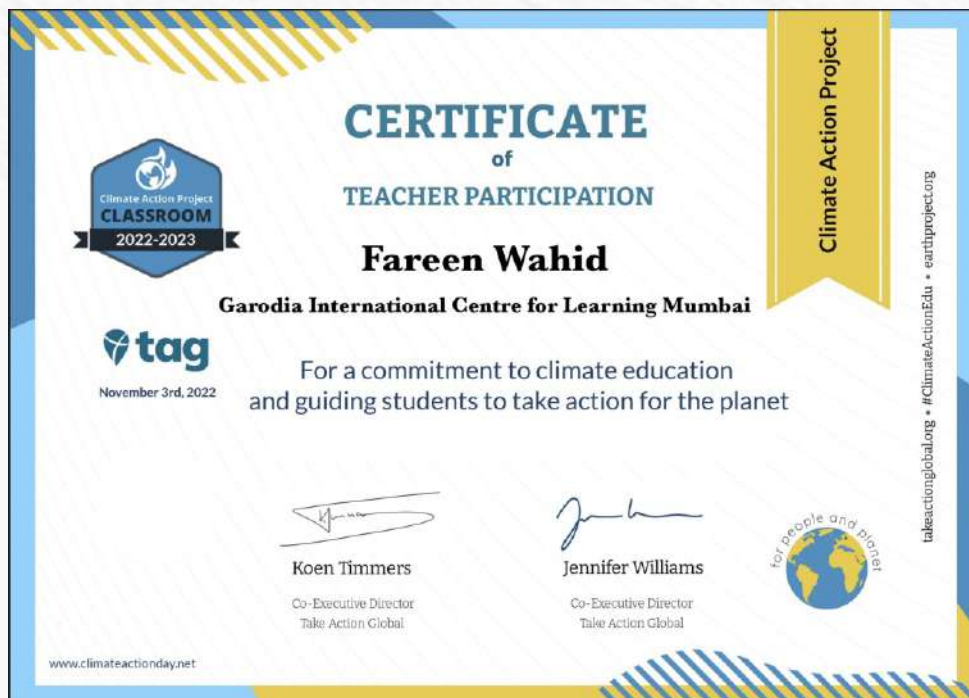 CERTIFICATE
of
TEACHER PARTICIPATION
Fareen Wahid
Garodia International Centre for Learning Mumbai
For a commitment to climate education
and guiding students to take action for the planet
Climate Action Project
CLASSROOM
2022-2023
tag
November 3rd, 2022
Koen Timmers
Co-Executive Director
Take Action Global
Jennifer Williams
Co-Executive Director
Take Action Global
for people and planet
www.climateactionday.net
Climate Action Project
takeactionglobal.org • #ClimateActionEdu • earthproject.org